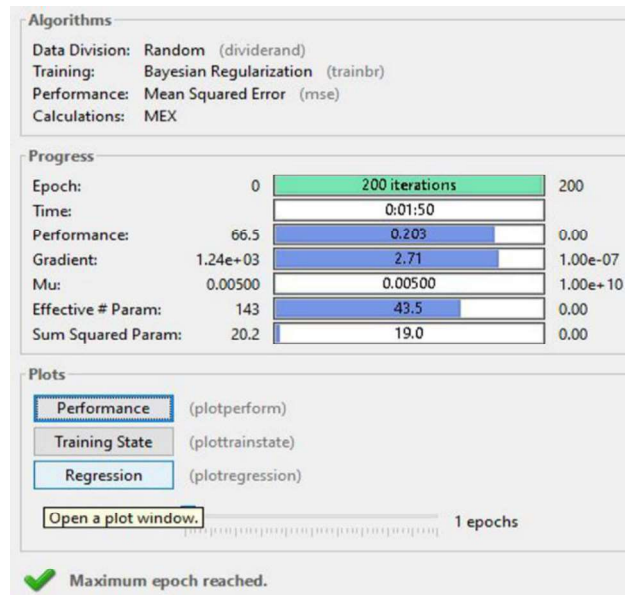 Algorithms
Data Division: Random (dividerand)
Training: Bayesian Regularization (trainbr)
Performance: Mean Squared Error (mse)
Calculations: MEX
Progress
Epoch: 0 200 iterations 200
Time: 0:01:50
Performance: 66.5 0.203 0.00
Gradient: 1.24e+03 2.71 1.00e-07
Mu: 0.00500 0.00500 1.00e+10
Effective # Param: 143 43.5 0.00
Sum Squared Param: 20.2 19.0 0.00
Plots
Performance (plotperform)
Training State (plottrainstate)
Regression (plotregression)
Open a plot window. 1 epochs
Maximum epoch reached.